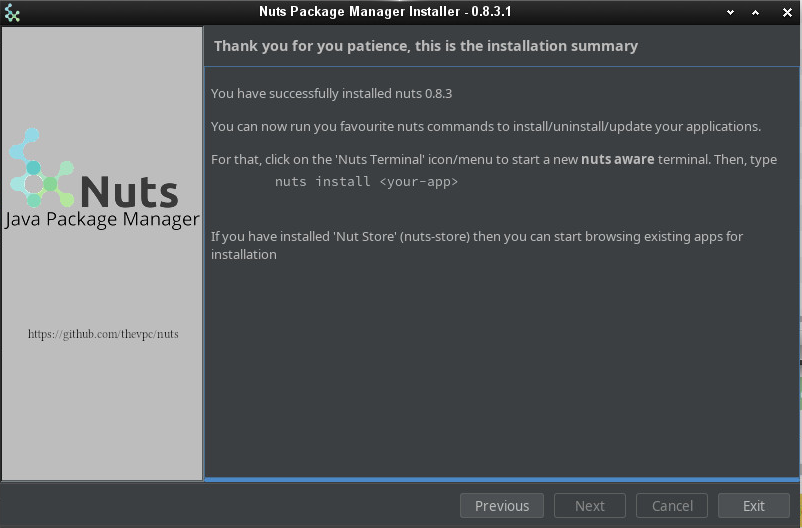 Nuts Package Manager Installer - 0.8.3.1
Thank you for you patience, this is the installation summary
You have successfully installed nuts 0.8.3
You can now run you favourite nuts commands to install/uninstall/update your applications.
For that, click on the 'Nuts Terminal' icon/menu to start a new nuts aware terminal. Then, type
nuts install <your-app>
If you have installed 'Nut Store' (nuts-store) then you can start browsing existing apps for
installation
Nuts
Java Package Manager
https://github.com/thevpc/nuts
Previous
Next
Cancel
Exit